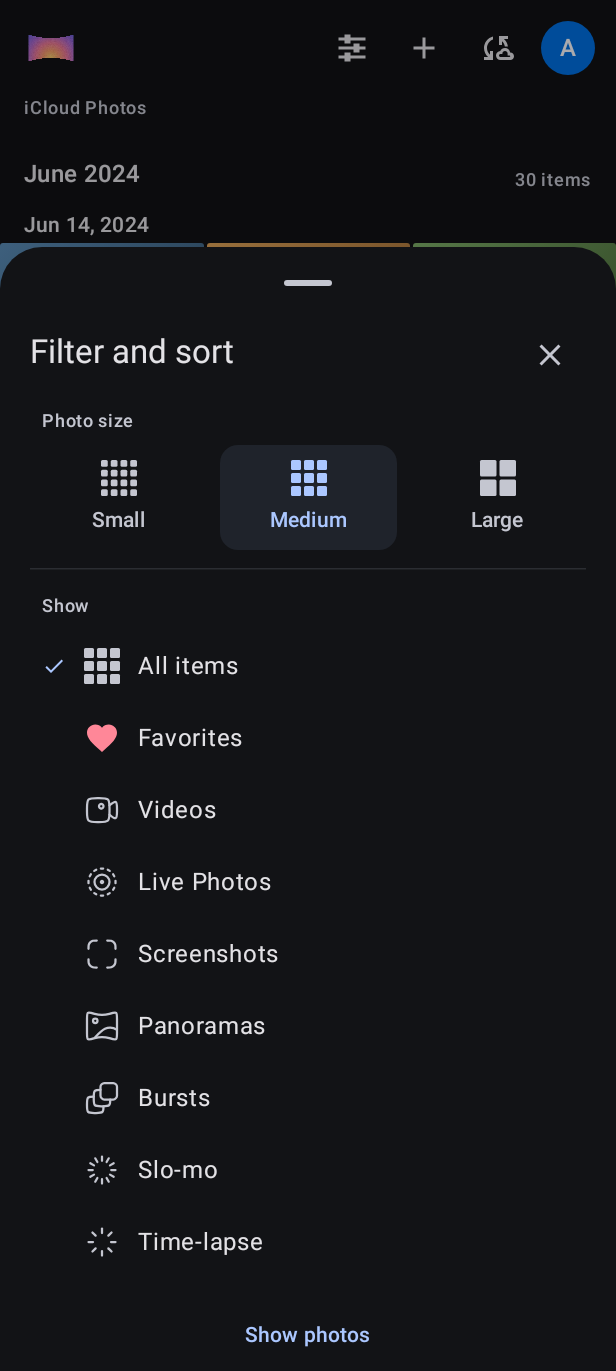 A
iCloud Photos
June 2024
30 items
Jun 14, 2024
Filter and sort
Photo size
Small
Medium
Large
Show
All items
Favorites
Videos
Live Photos
Screenshots
Panoramas
Bursts
Slo-mo
Time-lapse
Show photos